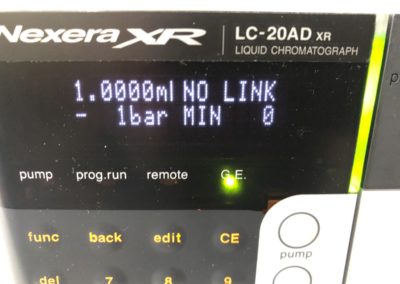 Nexera XR LC-20AD XR
LIQUID CHROMATOGRAPH
1.0000ml NO LINK
- 1bar MIN 0
pump prog.run remote G.E.
func back edit CE
pump
del 7 8 9